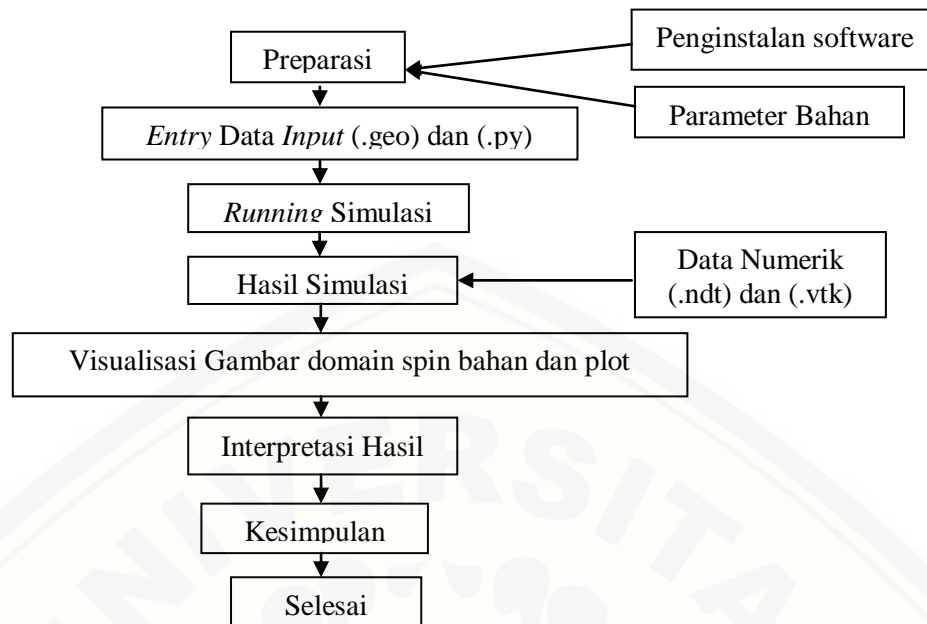 Preparasi
Penginstalan software
Parameter Bahan
Entry Data Input (.geo) dan (.py)
Running Simulasi
Hasil Simulasi
Data Numerik
(.ndt) dan (.vtk)
Visualisasi Gambar domain spin bahan dan plot
Interpretasi Hasil
Kesimpulan
Selesai
UNIVERSITA